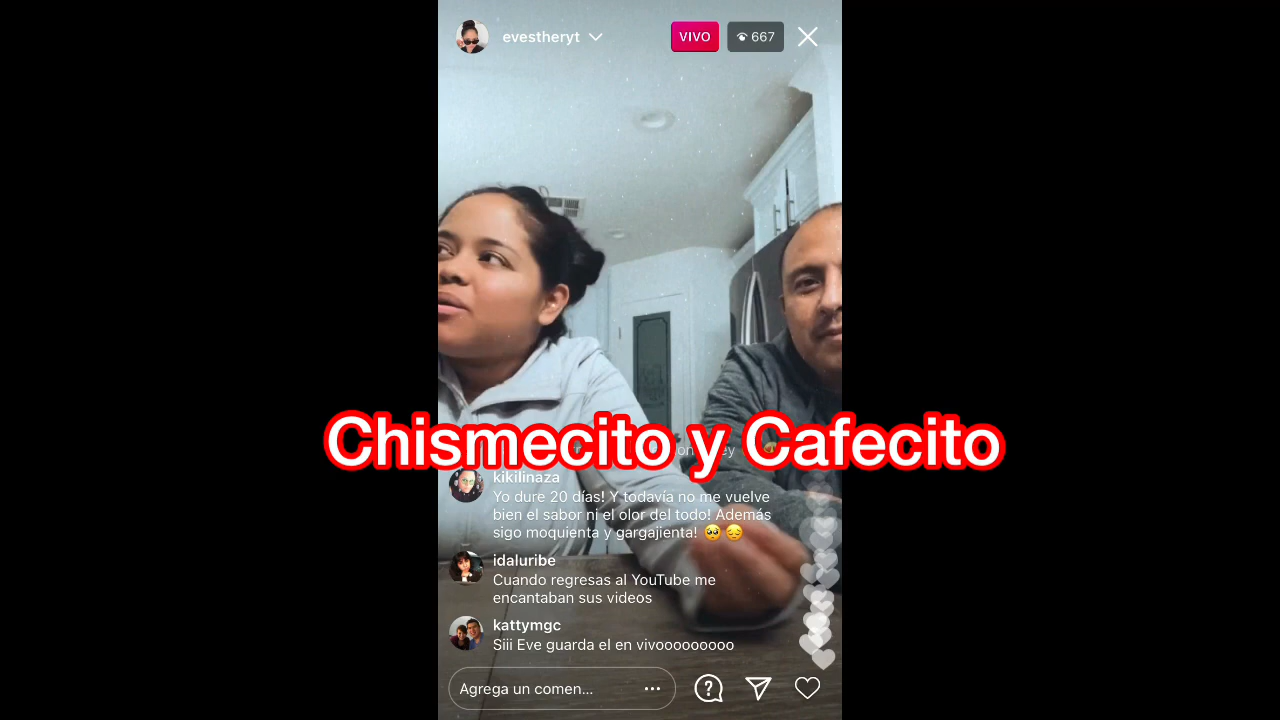 evestheryt
VIVO
667
Chismecito y Cafecito
kikilinaza
Yo dure 20 días! Y todavía no me vuelve
bien el sabor ni el olor del todo! Además
sigo moquienta y gargajienta! 🥺😔
idaluribe
Cuando regresas al YouTube me
encantaban sus videos
kattymgc
Siii Eve guarda el en vivooooooooo
Agrega un comen...